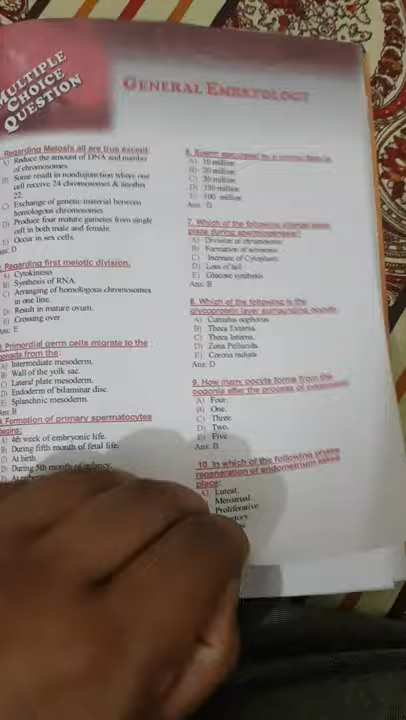 MULTIPLE
CHOICE
QUESTION
GENERAL EMBRYOLOGY
Regarding Meiosis all are true except:
A) Reduce the amount of DNA and number
of chromosomes.
B) Some result in nondisjunction where one
cell receive 24 chromosomes & another
22.
C) Exchange of genetic material between
homologous chromosomes.
D) Produce four mature gametes from single
cell in both male and female.
E) Occur in sex cells.
Regarding first meiotic division.
A) Cytokinesis
B) Synthesis of RNA.
C) Arranging of homologous chromosomes
in one line.
D) Result in mature ovum.
E) Crossing over
Ans: E
Primordial germ cells migrate to the
gonads from the:
A) Intermediate mesoderm.
B) Wall of the yolk sac.
C) Lateral plate mesoderm.
D) Endoderm of bilaminar disc.
E) Splanchnic mesoderm.
Ans: B
Formation of primary spermatocytes
begins:
A) 4th week of embryonic life.
B) During fifth month of fetal life.
C) At birth.
D) During 5th month of infancy.
6.
A) 10 million
B) 20 million
C) 30 million
D) 350 million
E) 100 million
Ans: D
7. Which of the following change takes
place during spermiogenesis?
A) Division of chromosome
B) Formation of acrosome
C) Increase of Cytoplasm
D) Loss of tail
E) Glucose synthesis
Ans: B
8. Which of the following is the
glycoprotein layer surrounding oocyte
A) Cumulus oophorus
B) Theca Externa.
C) Theca Interna.
D) Zona Pellucida.
E) Corona radiata
Ans: D
9. How many oocyte forms from the
oogonia after the process of
A) Four.
B) One.
C) Three
D) Two.
E) Five
Ans: B
10. In which of the following phase
regeneration of endometrium takes
place:
A) Luteal.
Menstrual.
Proliferative